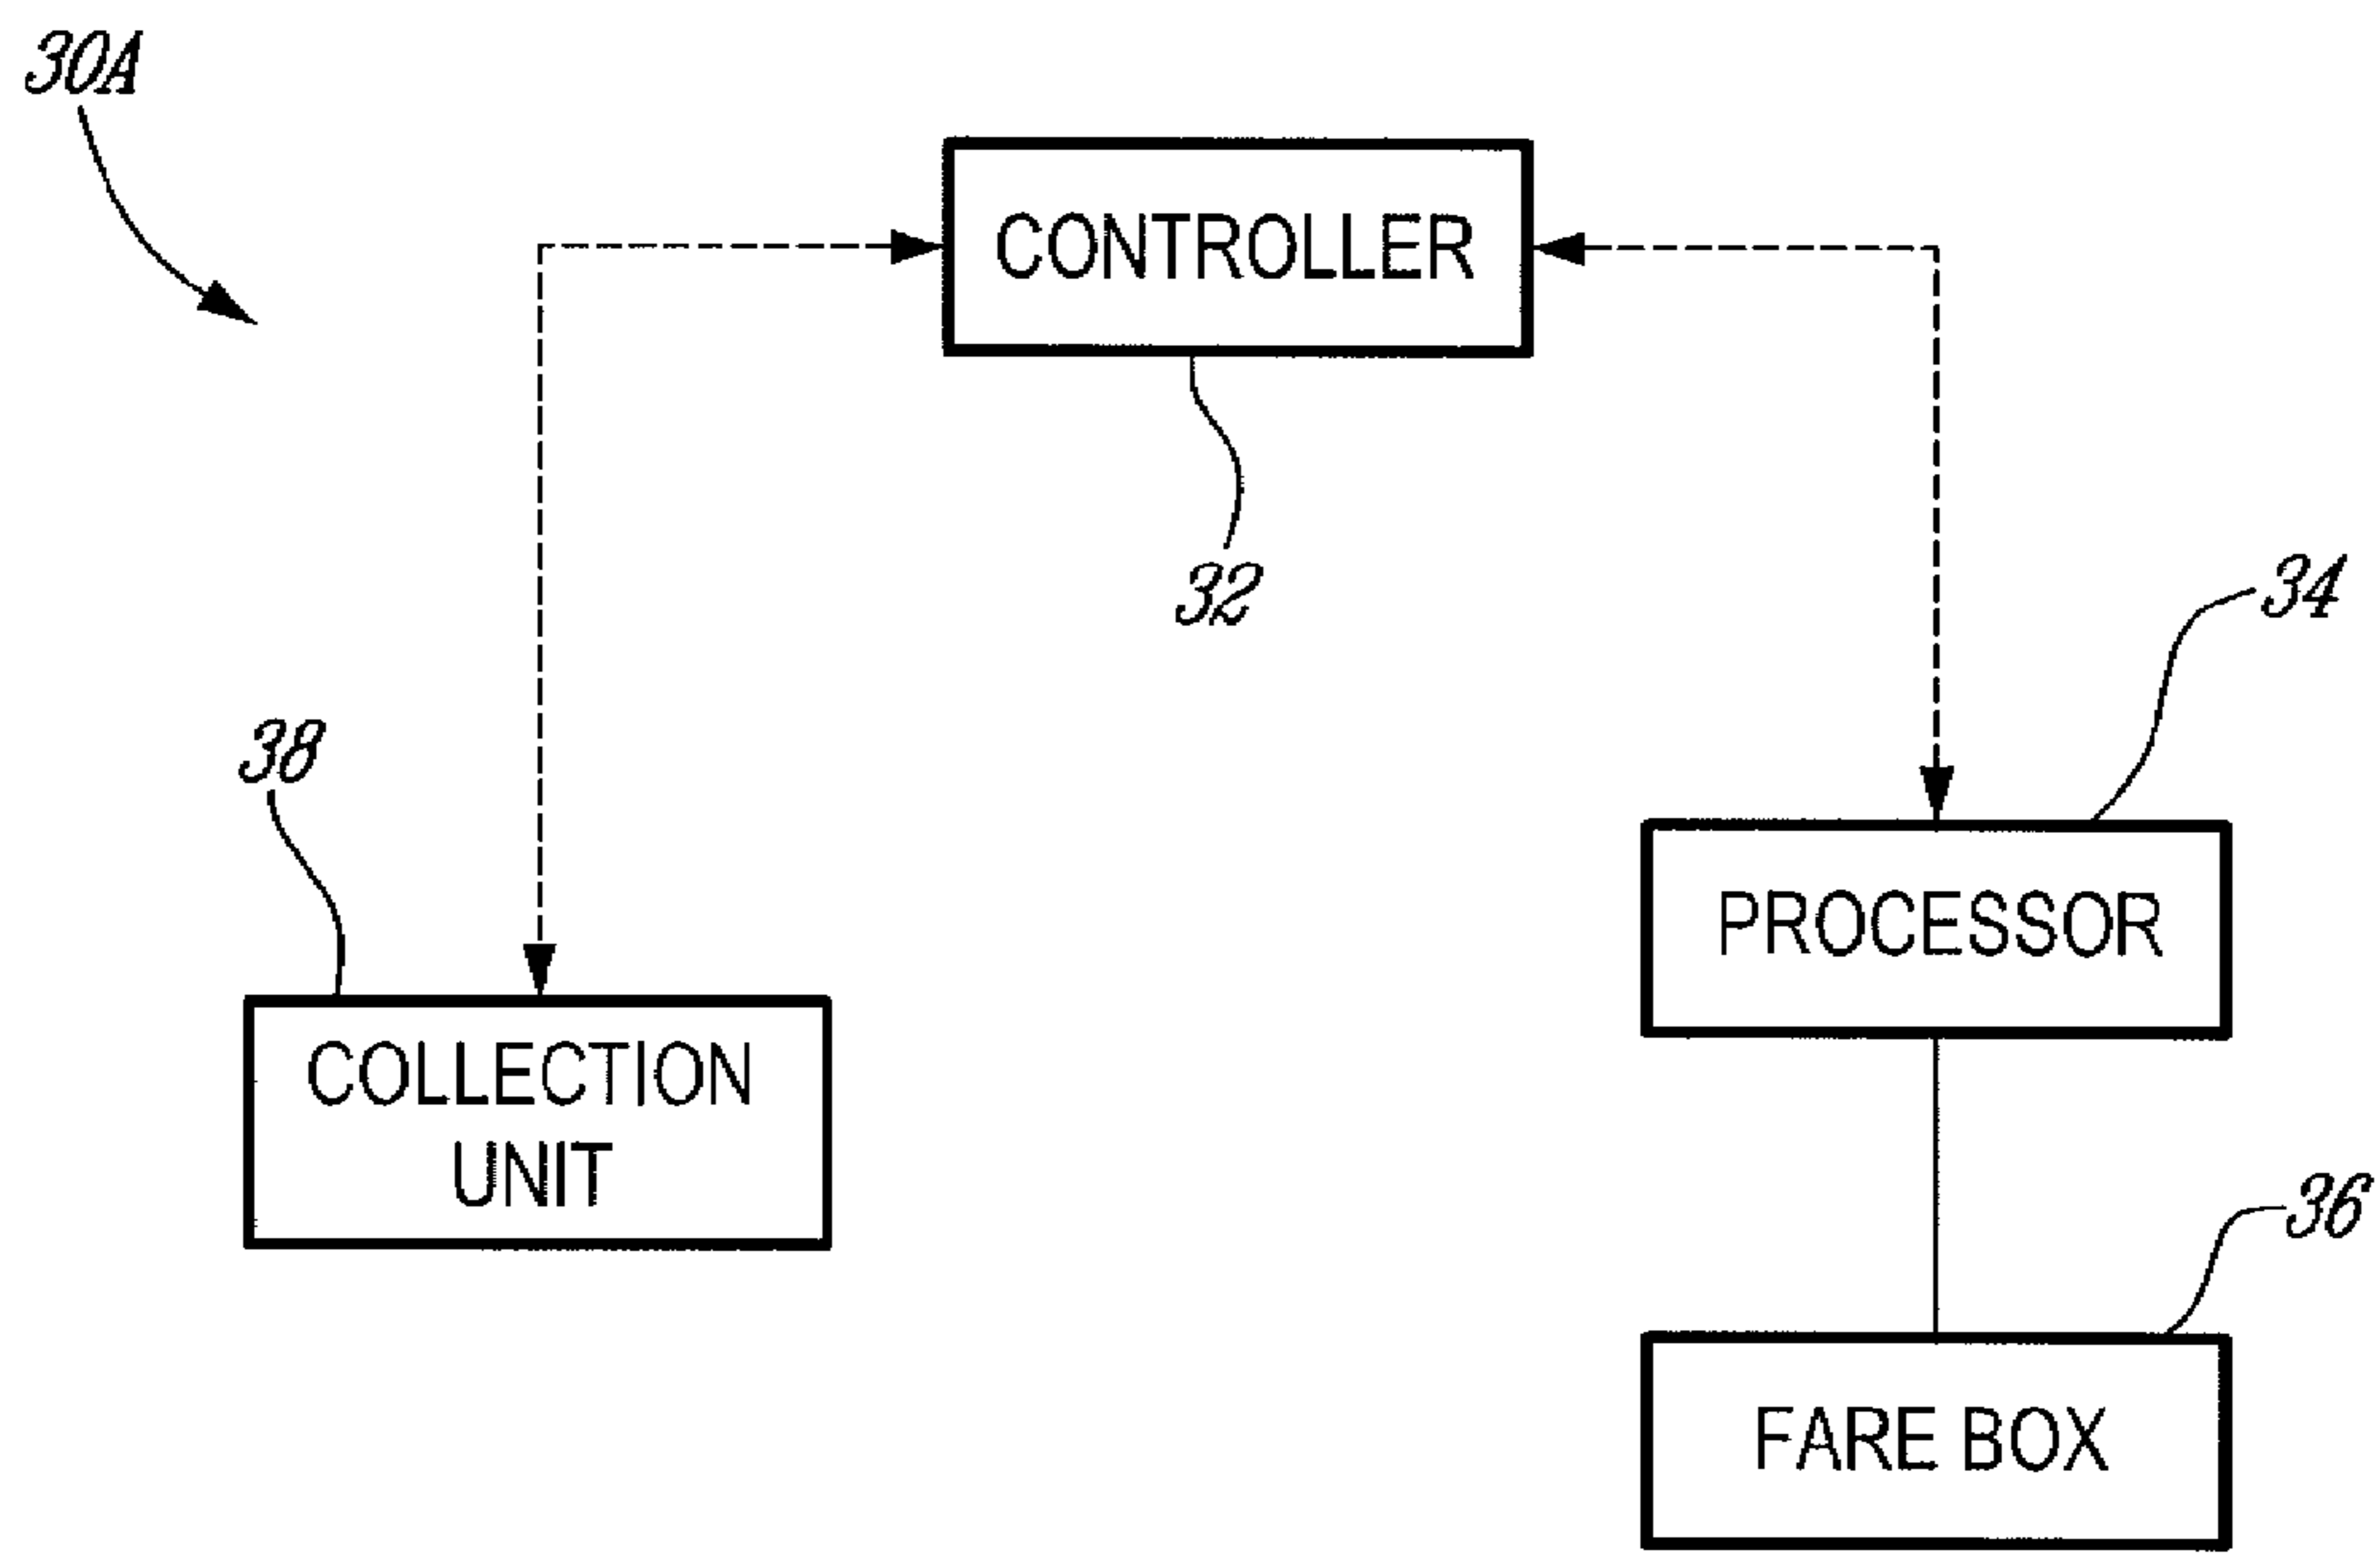 30A
CONTROLLER
32
34
38
PROCESSOR
COLLECTION
UNIT
36
FARE BOX